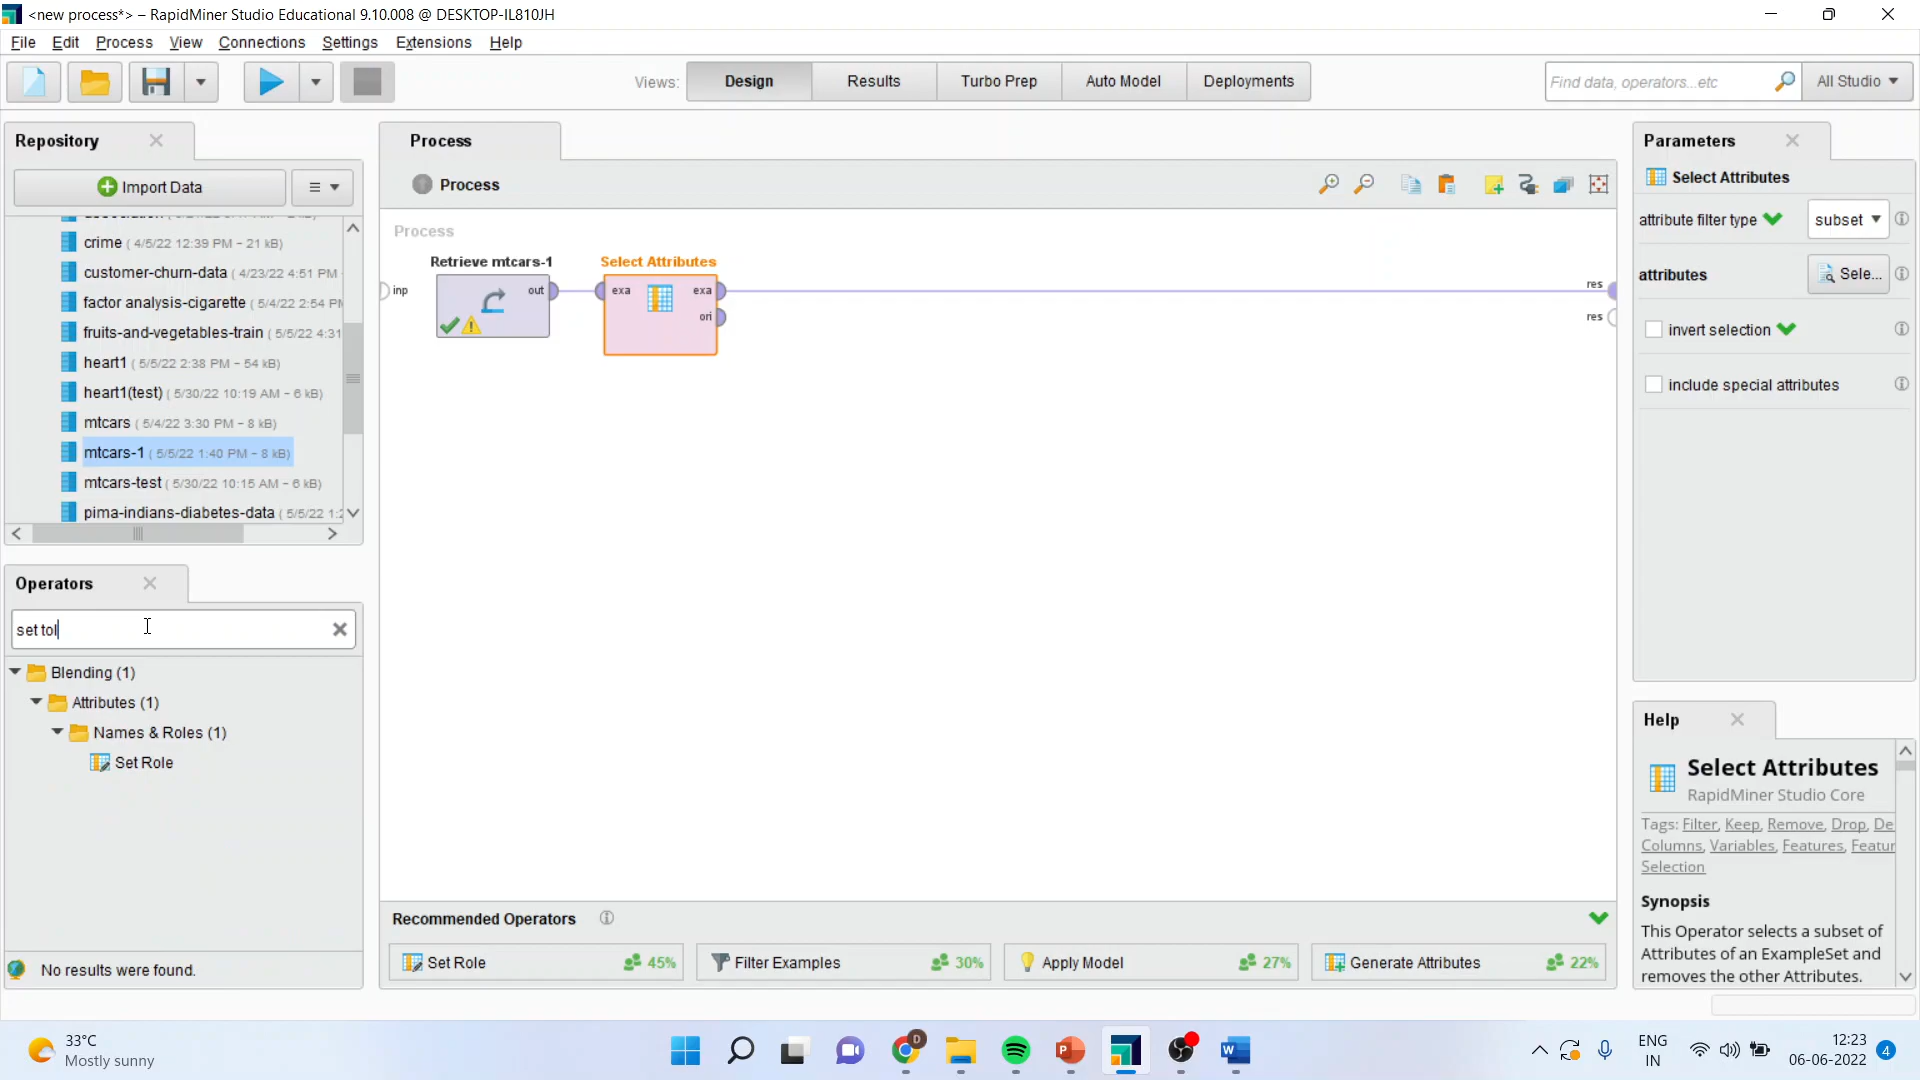 <new process*> – RapidMiner Studio Educational 9.10.008 @ DESKTOP-IL810JH
File Edit Process View Connections Settings Extensions Help
Views: Design Results Turbo Prep Auto Model Deployments
Find data, operators...etc
All Studio
Repository
Import Data
crime ( 4/5/22 12:39 PM – 21 kB)
customer-churn-data ( 4/23/22 4:51 PM
factor analysis-cigarette ( 5/4/22 2:54 PM
fruits-and-vegetables-train ( 5/5/22 4:31
heart1 ( 5/5/22 2:38 PM – 54 kB)
heart1(test) ( 5/30/22 10:19 AM – 6 kB)
mtcars ( 5/4/22 3:30 PM – 8 kB)
mtcars-1 ( 5/5/22 1:40 PM – 8 kB)
mtcars-test ( 5/30/22 10:15 AM – 6 kB)
pima-indians-diabetes-data ( 5/5/22 1:2
Operators
set tol
Blending (1)
Attributes (1)
Names & Roles (1)
Set Role
No results were found.
Process
Process
Process
Retrieve mtcars-1
Select Attributes
inp
out
exa
exa
ori
res
res
Recommended Operators
Set Role 45%
Filter Examples 30%
Apply Model 27%
Generate Attributes 22%
Parameters
Select Attributes
attribute filter type subset
attributes Sele...
invert selection
include special attributes
Help
Select Attributes
RapidMiner Studio Core
Tags: Filter, Keep, Remove, Drop, De
Columns, Variables, Features, Featur
Selection
Synopsis
This Operator selects a subset of
Attributes of an ExampleSet and
removes the other Attributes.
33°C
Mostly sunny
D
ENG
IN
12:23
06-06-2022
4